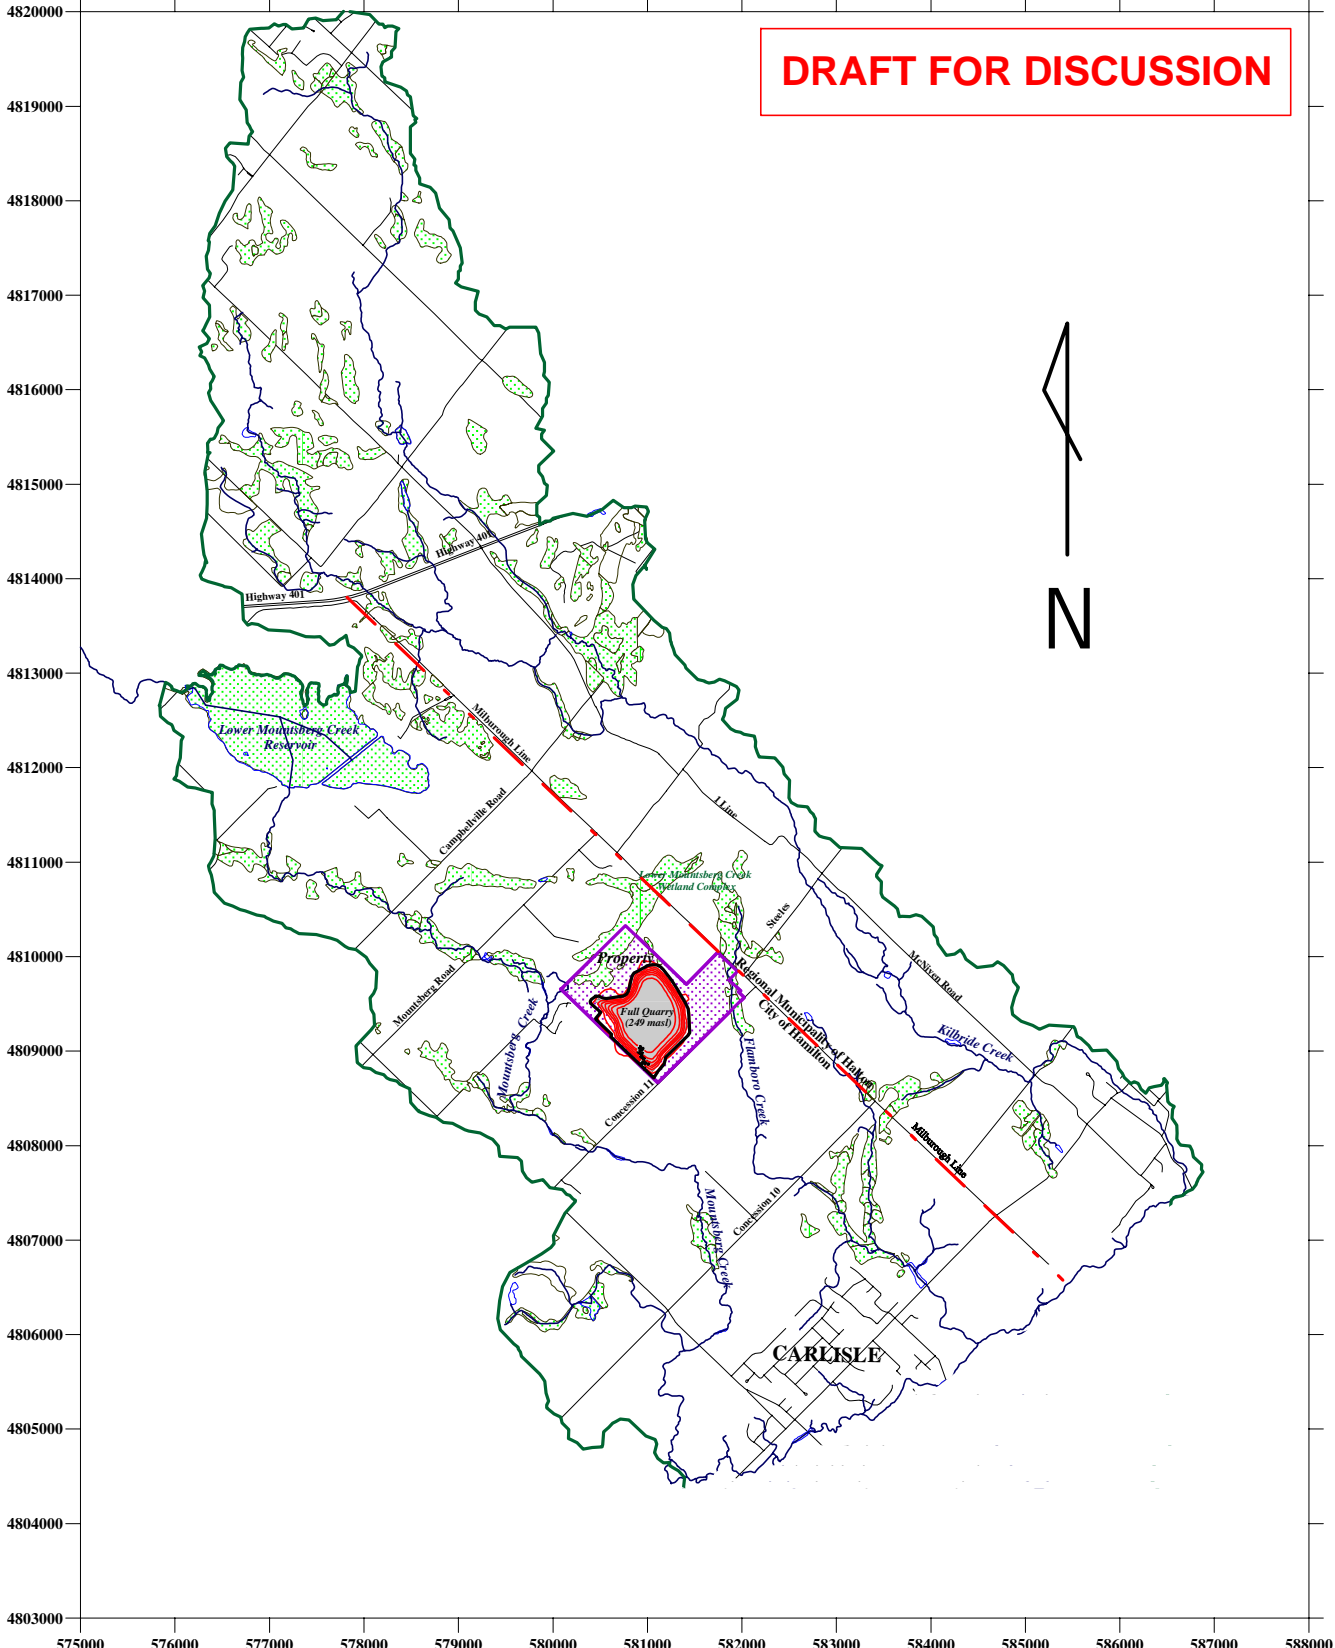 4820000
DRAFT FOR DISCUSSION
4819000
4818000
4817000
4816000
4815000
Highway 401
4814000
Highway 401
N
4813000
Milburough Line
Lower Mountsberg Creek
Reservoir
4812000
Campbellville Road
1 Line
4811000
Lower Mountsberg Creek
Wetland Complex
Steeles
4810000
Property
McNiven Road
Mountsberg Road
Regional Municipality of Halton
City of Hamilton
Full Quarry
(249 masl)
Mountsberg Creek
Kilbride Creek
4809000
Flamboro Creek
Concession 11
4808000
Milburough Line
Concession 10
Mountsberg Creek
4807000
4806000
CARLISLE
4805000
4804000
4803000
575000 576000 577000 578000 579000 580000 581000 582000 583000 584000 585000 586000 587000 588000